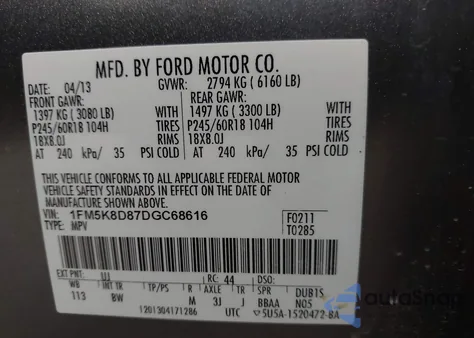 MFD. BY FORD MOTOR CO.
DATE: 04/13 GVWR: 2794 KG ( 6160 LB)
FRONT GAWR: REAR GAWR:
1397 KG ( 3080 LB) WITH 1497 KG ( 3300 LB) WITH
P245/60R18 104H TIRES P245/60R18 104H TIRES
18X8.0J RIMS 18X8.0J RIMS
AT 240 kPa/ 35 PSI COLD AT 240 kPa/ 35 PSI COLD
THIS VEHICLE CONFORMS TO ALL APPLICABLE FEDERAL MOTOR
VEHICLE SAFETY STANDARDS IN EFFECT ON THE DATE OF
MANUFACTURE SHOWN ABOVE.
VIN: 1FM5K8D87DGC68616 F0211
TYPE: MPV T0285
EXT PNT: UJ RC: 44 DSO:
WB INT TR TP/PS R AXLE TR SPR DUBIS
113 BW M 3J J BBAA N05
1201304171286 UTC 5U5A-1520472-BA
AutoSnap